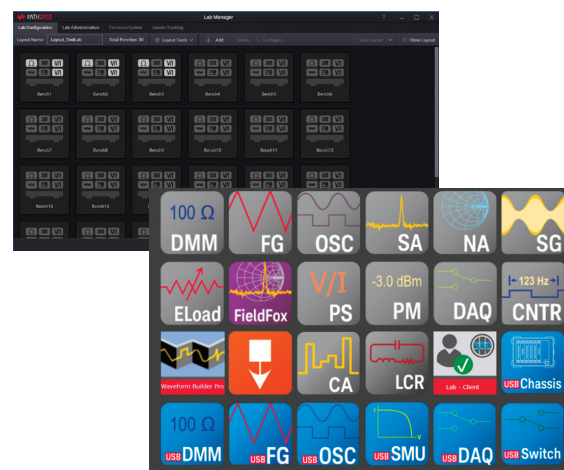 PATHWAVE Lab Manager
Lab Configuration Lab Administration Firmware Update Assets Tracking
Layout Name Layout_TestLab Total Benches: 30 Layout Tools + Add Delete Configure Save Layout × Close Layout
Bench1 Bench2 Bench3 Bench4 Bench5 Bench6
Bench7 Bench8 Bench9 Bench10 Bench11 Bench12
Bench13 Bench14
100 Ω
DMM FG OSC SA NA SG
V/I -3.0 dBm 123 Hz
ELoad FieldFox PS PM DAQ CNTR
Waveform Builder Pro CA LCR Lab - Client USB Chassis
100 Ω I V
USB DMM USB FG USB OSC USB SMU USB DAQ USB Switch